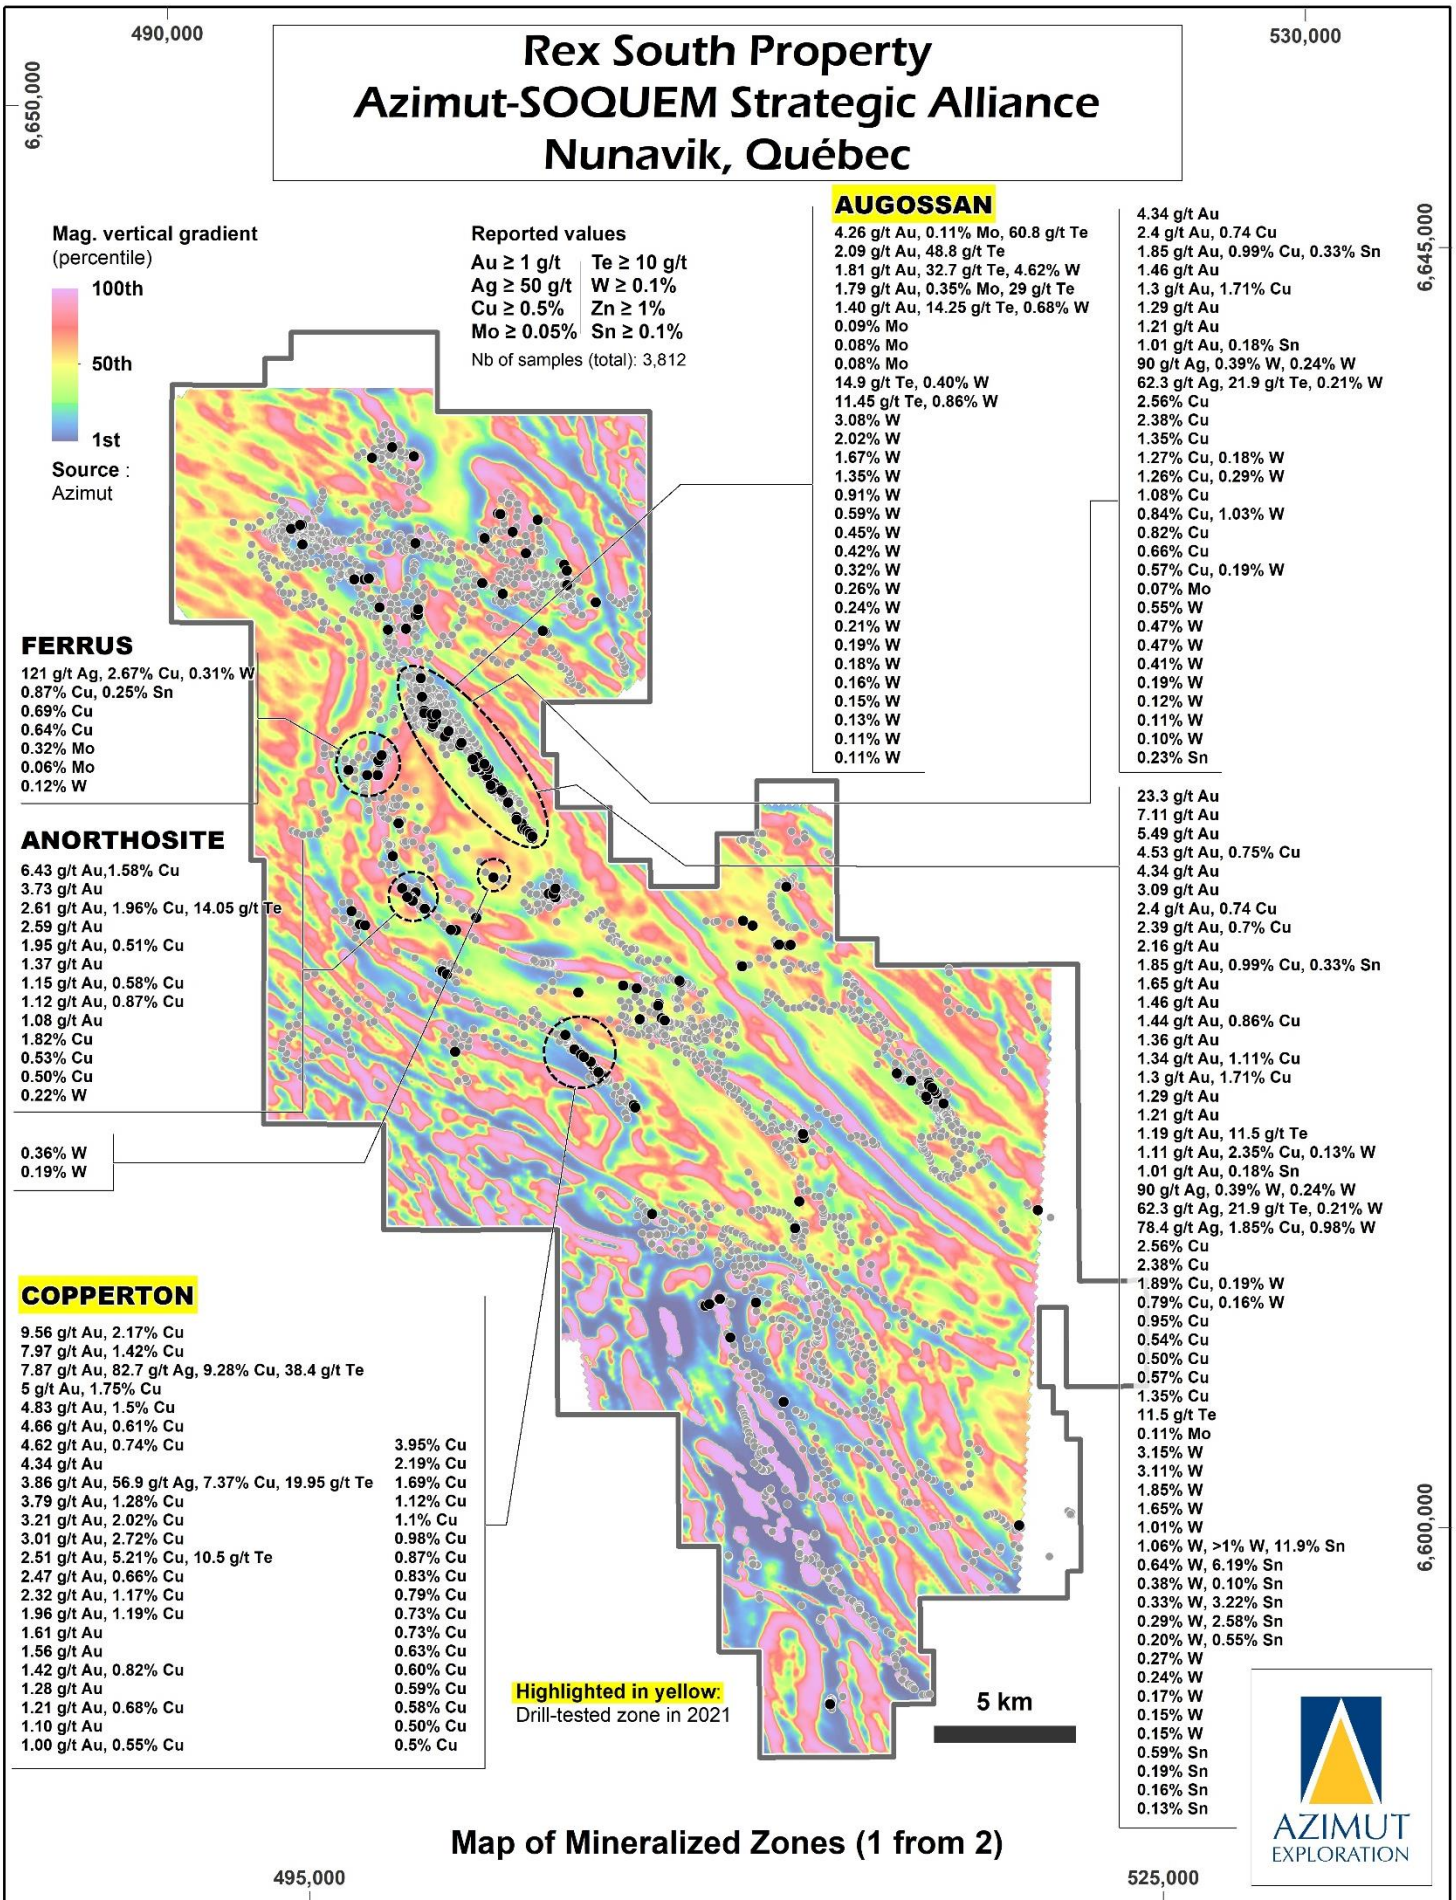 490,000
530,000
6,650,000
Rex South Property
Azimut-SOQUEM Strategic Alliance
Nunavik, Québec
6,645,000
Mag. vertical gradient
(percentile)
100th
50th
1st
Source :
Azimut
Reported values
Au ≥ 1 g/t
Ag ≥ 50 g/t
Cu ≥ 0.5%
Mo ≥ 0.05%
Te ≥ 10 g/t
W ≥ 0.1%
Zn ≥ 1%
Sn ≥ 0.1%
Nb of samples (total): 3,812
AUGOSSAN
4.26 g/t Au, 0.11% Mo, 60.8 g/t Te
2.09 g/t Au, 48.8 g/t Te
1.81 g/t Au, 32.7 g/t Te, 4.62% W
1.79 g/t Au, 0.35% Mo, 29 g/t Te
1.40 g/t Au, 14.25 g/t Te, 0.68% W
0.09% Mo
0.08% Mo
0.08% Mo
14.9 g/t Te, 0.40% W
11.45 g/t Te, 0.86% W
3.08% W
2.02% W
1.67% W
1.35% W
0.91% W
0.59% W
0.45% W
0.42% W
0.32% W
0.26% W
0.24% W
0.21% W
0.19% W
0.18% W
0.16% W
0.15% W
0.13% W
0.11% W
0.11% W
4.34 g/t Au
2.4 g/t Au, 0.74 Cu
1.85 g/t Au, 0.99% Cu, 0.33% Sn
1.46 g/t Au
1.3 g/t Au, 1.71% Cu
1.29 g/t Au
1.21 g/t Au
1.01 g/t Au, 0.18% Sn
90 g/t Ag, 0.39% W, 0.24% W
62.3 g/t Ag, 21.9 g/t Te, 0.21% W
2.56% Cu
2.38% Cu
1.35% Cu
1.27% Cu, 0.18% W
1.26% Cu, 0.29% W
1.08% Cu
0.84% Cu, 1.03% W
0.82% Cu
0.66% Cu
0.57% Cu, 0.19% W
0.07% Mo
0.55% W
0.47% W
0.47% W
0.41% W
0.19% W
0.12% W
0.11% W
0.10% W
0.23% Sn
FERRUS
121 g/t Ag, 2.67% Cu, 0.31% W
0.87% Cu, 0.25% Sn
0.69% Cu
0.64% Cu
0.32% Mo
0.06% Mo
0.12% W
ANORTHOSITE
6.43 g/t Au,1.58% Cu
3.73 g/t Au
2.61 g/t Au, 1.96% Cu, 14.05 g/t Te
2.59 g/t Au
1.95 g/t Au, 0.51% Cu
1.37 g/t Au
1.15 g/t Au, 0.58% Cu
1.12 g/t Au, 0.87% Cu
1.08 g/t Au
1.82% Cu
0.53% Cu
0.50% Cu
0.22% W
0.36% W
0.19% W
23.3 g/t Au
7.11 g/t Au
5.49 g/t Au
4.53 g/t Au, 0.75% Cu
4.34 g/t Au
3.09 g/t Au
2.4 g/t Au, 0.74 Cu
2.39 g/t Au, 0.7% Cu
2.16 g/t Au
1.85 g/t Au, 0.99% Cu, 0.33% Sn
1.65 g/t Au
1.46 g/t Au
1.44 g/t Au, 0.86% Cu
1.36 g/t Au
1.34 g/t Au, 1.11% Cu
1.3 g/t Au, 1.71% Cu
1.29 g/t Au
1.21 g/t Au
1.19 g/t Au, 11.5 g/t Te
1.11 g/t Au, 2.35% Cu, 0.13% W
1.01 g/t Au, 0.18% Sn
90 g/t Ag, 0.39% W, 0.24% W
62.3 g/t Ag, 21.9 g/t Te, 0.21% W
78.4 g/t Ag, 1.85% Cu, 0.98% W
2.56% Cu
2.38% Cu
1.89% Cu, 0.19% W
0.79% Cu, 0.16% W
0.95% Cu
0.54% Cu
0.50% Cu
0.57% Cu
1.35% Cu
11.5 g/t Te
0.11% Mo
3.15% W
3.11% W
1.85% W
1.65% W
1.01% W
1.06% W, >1% W, 11.9% Sn
0.64% W, 6.19% Sn
0.38% W, 0.10% Sn
0.33% W, 3.22% Sn
0.29% W, 2.58% Sn
0.20% W, 0.55% Sn
0.27% W
0.24% W
0.17% W
0.15% W
0.15% W
0.59% Sn
0.19% Sn
0.16% Sn
0.13% Sn
COPPERTON
9.56 g/t Au, 2.17% Cu
7.97 g/t Au, 1.42% Cu
7.87 g/t Au, 82.7 g/t Ag, 9.28% Cu, 38.4 g/t Te
5 g/t Au, 1.75% Cu
4.83 g/t Au, 1.5% Cu
4.66 g/t Au, 0.61% Cu
4.62 g/t Au, 0.74% Cu
4.34 g/t Au
3.86 g/t Au, 56.9 g/t Ag, 7.37% Cu, 19.95 g/t Te
3.79 g/t Au, 1.28% Cu
3.21 g/t Au, 2.02% Cu
3.01 g/t Au, 2.72% Cu
2.51 g/t Au, 5.21% Cu, 10.5 g/t Te
2.47 g/t Au, 0.66% Cu
2.32 g/t Au, 1.17% Cu
1.96 g/t Au, 1.19% Cu
1.61 g/t Au
1.56 g/t Au
1.42 g/t Au, 0.82% Cu
1.28 g/t Au
1.21 g/t Au, 0.68% Cu
1.10 g/t Au
1.00 g/t Au, 0.55% Cu
3.95% Cu
2.19% Cu
1.69% Cu
1.12% Cu
1.1% Cu
0.98% Cu
0.87% Cu
0.83% Cu
0.79% Cu
0.73% Cu
0.73% Cu
0.63% Cu
0.60% Cu
0.59% Cu
0.58% Cu
0.50% Cu
0.5% Cu
6,600,000
Highlighted in yellow:
Drill-tested zone in 2021
5 km
AZIMUT
EXPLORATION
Map of Mineralized Zones (1 from 2)
495,000
525,000